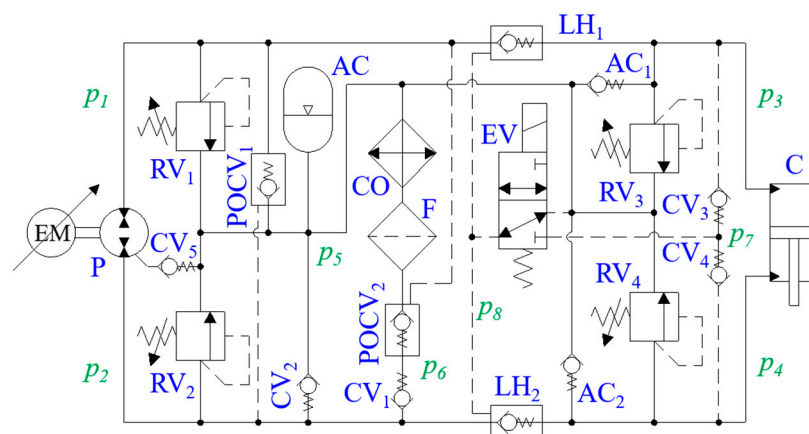 LH₁
p₁
AC
AC₁
p₃
RV₁
POCV₁
EV
CO
RV₃
C
F
CV₃
EM
P
CV₅
p₅
p₇
CV₄
POCV₂
p₈
RV₄
p₂
RV₂
CV₂
p₆
CV₁
LH₂
AC₂
p₄